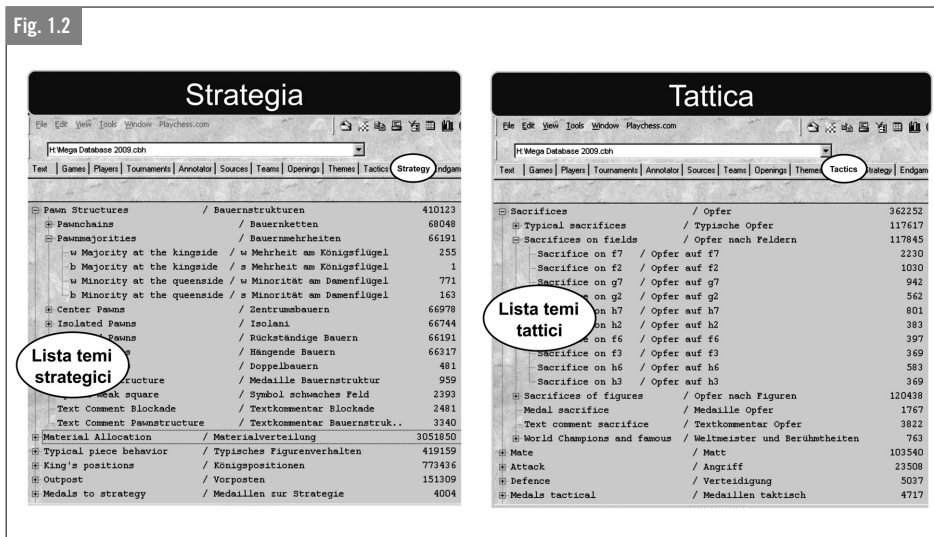 Fig. 1.2
Strategia
File Edit View Tools Window Playchess.com
H:\Mega Database 2009.cbh
Text Games Players Tournaments Annotator Sources Teams Openings Themes Tactics Strategy Endgam
Pawn Structures / Bauernstrukturen 410123
Pawnchains / Bauernketten 68048
Pawnmajorities / Bauernmehrheiten 66191
w Majority at the kingside / w Mehrheit am Königsflügel 255
b Majority at the kingside / s Mehrheit am Königsflügel 1
w Minority at the queenside / w Minorität am Damenflügel 771
b Minority at the queenside / s Minorität am Damenflügel 163
Center Pawns / Zentrumsbauern 66978
Isolated Pawns / Isolani 66744
Pawns / Rückständige Bauern 66191
/ Hängende Bauern 66317
/ Doppelbauern 481
/ Medaille Bauernstruktur 959
weak square / Symbol schwaches Feld 2393
Text Comment Blockade / Textkommentar Blockade 2481
Text Comment Pawnstructure / Textkommentar Bauernstruk.. 3340
Material Allocation / Materialverteilung 3051850
Typical piece behavior / Typisches Figurenverhalten 419159
King's positions / Königspositionen 773436
Outpost / Vorposten 151309
Medals to strategy / Medaillen zur Strategie 4004
Lista temi
strategici
Tattica
File Edit View Tools Window Playchess.com
H:\Mega Database 2009.cbh
Text Games Players Tournaments Annotator Sources Teams Openings Themes Tactics Strategy Endgam
Sacrifices / Opfer 362252
Typical sacrifices / Typische Opfer 117617
Sacrifices on fields / Opfer nach Feldern 117845
Sacrifice on f7 / Opfer auf f7 2230
Sacrifice on f2 / Opfer auf f2 1030
Sacrifice on g7 / Opfer auf g7 942
on g2 / Opfer auf g2 562
on h7 / Opfer auf h7 801
on h2 / Opfer auf h2 383
on f6 / Opfer auf f6 397
on f3 / Opfer auf f3 369
Sacrifice on h6 / Opfer auf h6 583
Sacrifice on h3 / Opfer auf h3 369
Sacrifices of figures / Opfer nach Figuren 120438
Medal sacrifice / Medaille Opfer 1767
Text comment sacrifice / Textkommentar Opfer 3822
World Champions and famous / Weltmeister und Berühmtheiten 763
Mate / Matt 103540
Attack / Angriff 23508
Defence / Verteidigung 5037
Medals tactical / Medaillen taktisch 4717
Lista temi
tattici